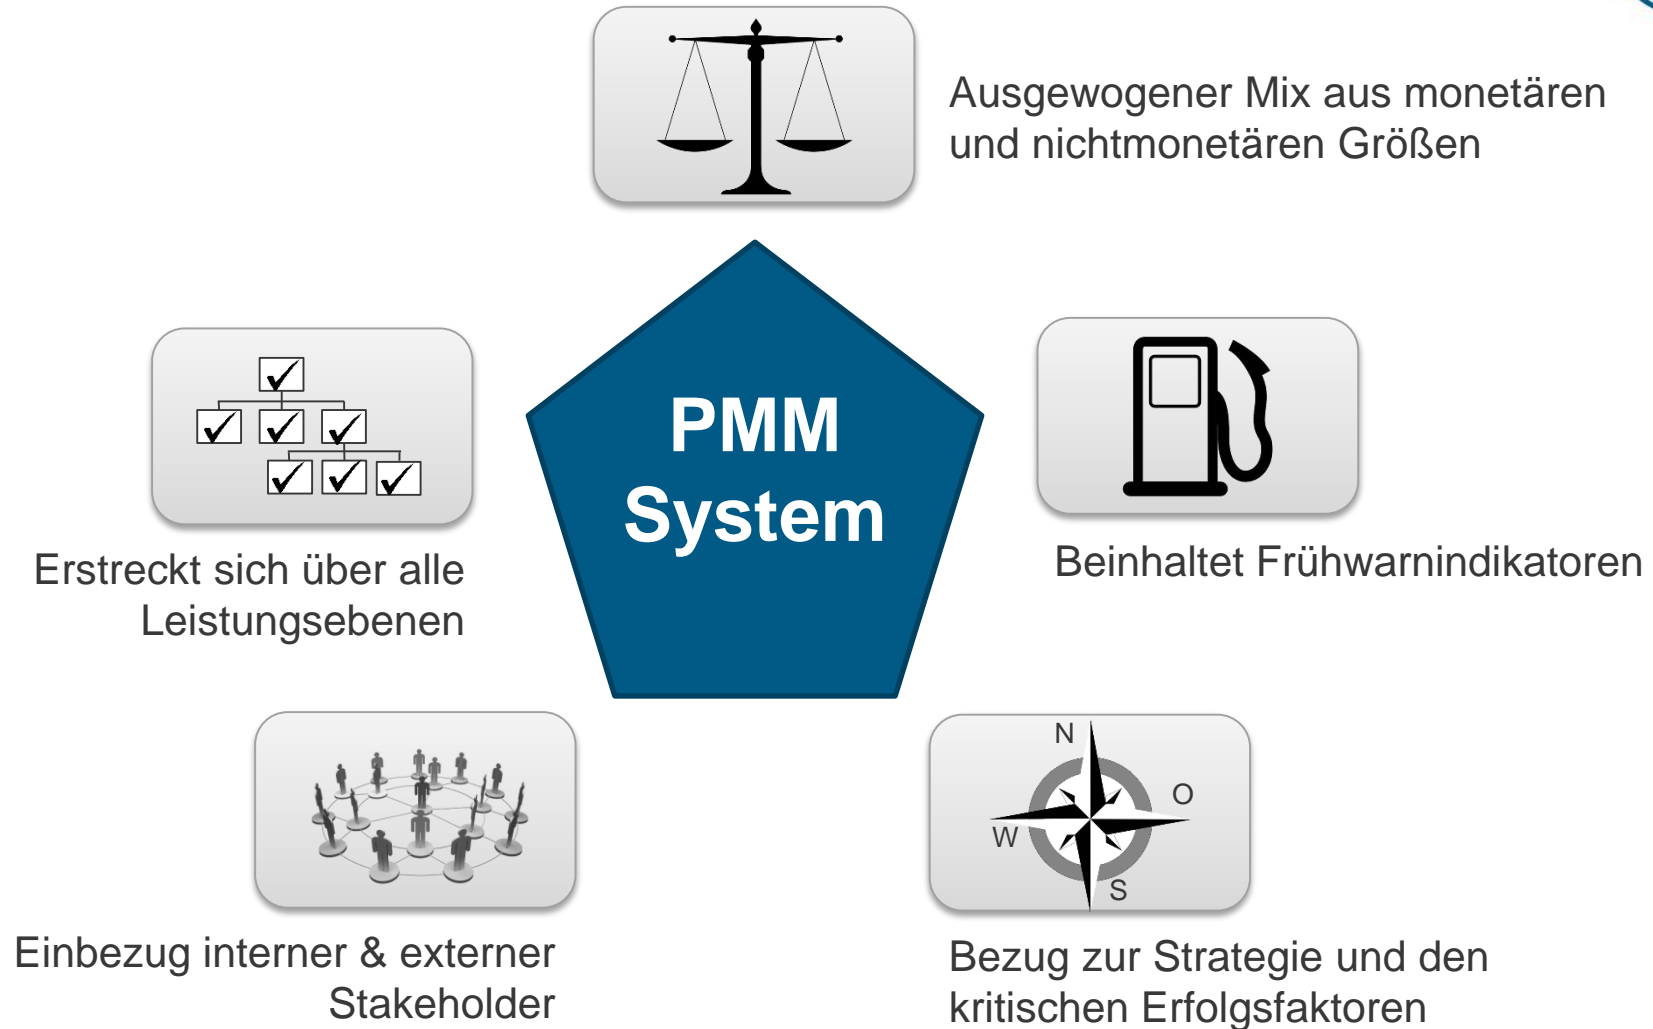 Ausgewogener Mix aus monetären
und nichtmonetären Größen
PMM
System
Erstreckt sich über alle
Leistungsebenen
Beinhaltet Frühwarnindikatoren
Einbezug interner & externer
Stakeholder
N
O
W
S
Bezug zur Strategie und den
kritischen Erfolgsfaktoren